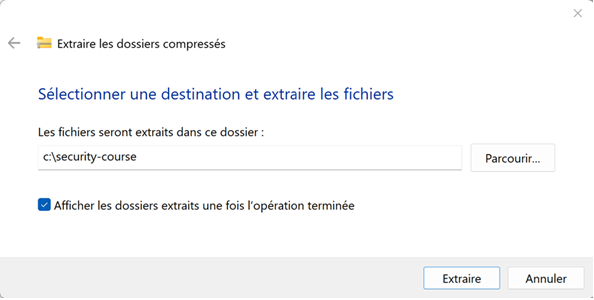 Extraire les dossiers compressés
Sélectionner une destination et extraire les fichiers
Les fichiers seront extraits dans ce dossier :
c:\security-course
Parcourir...
Afficher les dossiers extraits une fois l’opération terminée
Extraire
Annuler